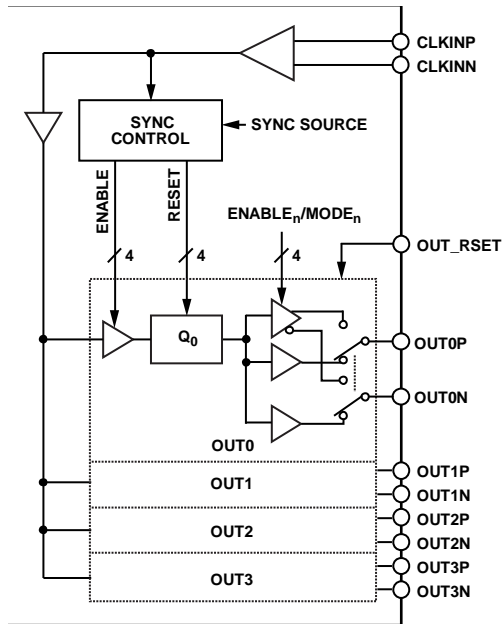 CLKINP
CLKINN
SYNC
CONTROL
SYNC SOURCE
ENABLE
RESET
ENABLEn/MODEn
4
4
4
OUT_RSET
Q0
OUT0P
OUT0N
OUT0
OUT1
OUT1P
OUT1N
OUT2
OUT2P
OUT2N
OUT3
OUT3P
OUT3N